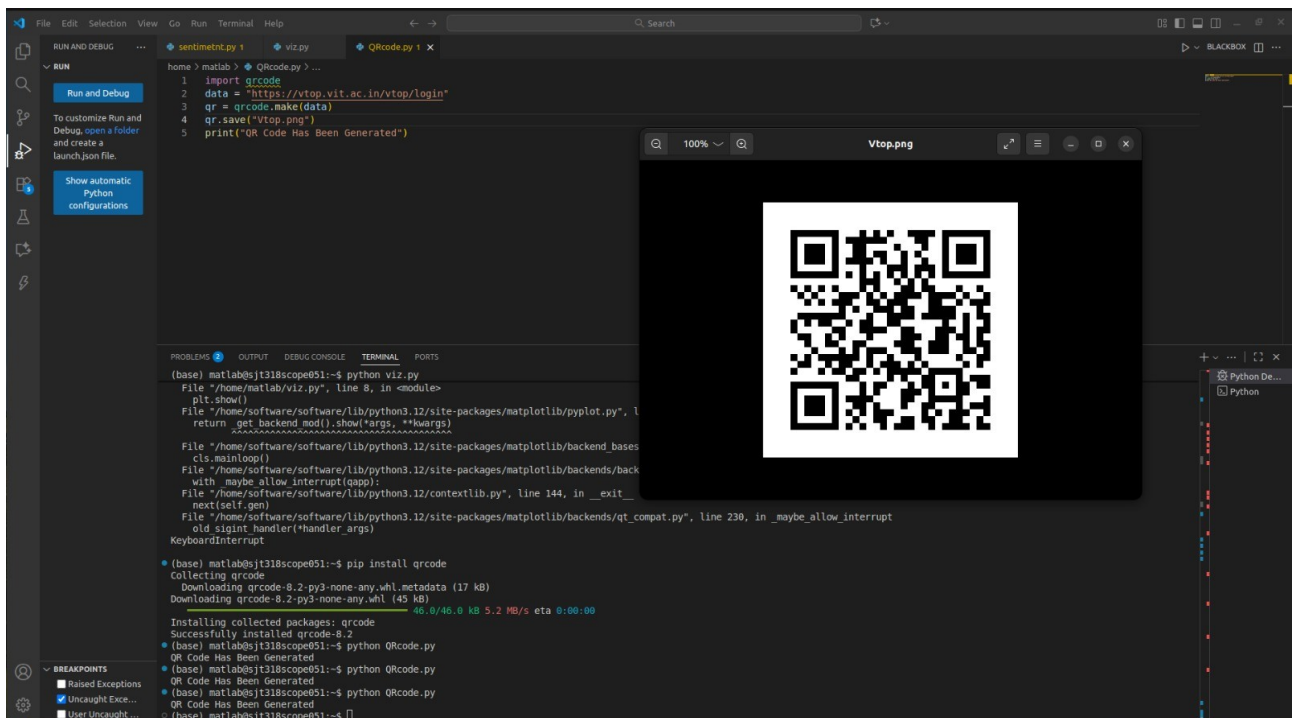 File Edit Selection View Go Run Terminal Help
Search
RUN AND DEBUG ...
sentimetnt.py 1
viz.py
QRcode.py 1
BLACKBOX
RUN
Run and Debug
To customize Run and
Debug, open a folder
and create a
launch.json file.
Show automatic
Python
configurations
home > matlab > QRcode.py > ...
1 import qrcode
2 data = "https://vtop.vit.ac.in/vtop/login"
3 qr = qrcode.make(data)
4 qr.save("Vtop.png")
5 print("QR Code Has Been Generated")
100%
Vtop.png
PROBLEMS 2 OUTPUT DEBUG CONSOLE TERMINAL PORTS
Python De...
Python
(base) matlab@sjt318scope051:~$ python viz.py
File "/home/matlab/viz.py", line 8, in <module>
plt.show()
File "/home/software/software/lib/python3.12/site-packages/matplotlib/pyplot.py", l
return _get_backend_mod().show(*args, **kwargs)
^^^^^^^^^^^^^^^^^^^^^^^^^^^^^^^^^^^^^^^^
File "/home/software/software/lib/python3.12/site-packages/matplotlib/backend_bases
cls.mainloop()
File "/home/software/software/lib/python3.12/site-packages/matplotlib/backends/back
with _maybe_allow_interrupt(qapp):
File "/home/software/software/lib/python3.12/contextlib.py", line 144, in __exit__
next(self.gen)
File "/home/software/software/lib/python3.12/site-packages/matplotlib/backends/qt_compat.py", line 230, in _maybe_allow_interrupt
old_sigint_handler(*handler_args)
KeyboardInterrupt
(base) matlab@sjt318scope051:~$ pip install qrcode
Collecting qrcode
Downloading qrcode-8.2-py3-none-any.whl.metadata (17 kB)
Downloading qrcode-8.2-py3-none-any.whl (45 kB)
46.0/46.0 kB 5.2 MB/s eta 0:00:00
Installing collected packages: qrcode
Successfully installed qrcode-8.2
(base) matlab@sjt318scope051:~$ python QRcode.py
QR Code Has Been Generated
(base) matlab@sjt318scope051:~$ python QRcode.py
QR Code Has Been Generated
(base) matlab@sjt318scope051:~$ python QRcode.py
QR Code Has Been Generated
(base) matlab@sjt318scope051:~$
BREAKPOINTS
Raised Exceptions
Uncaught Exce...
User Uncaught ...